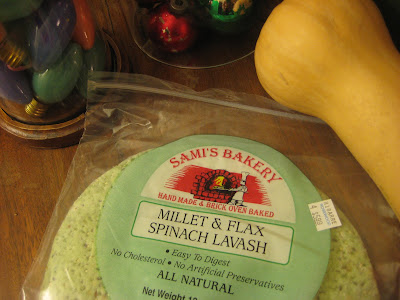 SAMI'S BAKERY
HAND MADE & BRICK OVEN BAKED
MILLET & FLAX
SPINACH LAVASH
• Easy To Digest
No Cholesterol • No Artificial Preservatives
ALL NATURAL
Net Weight